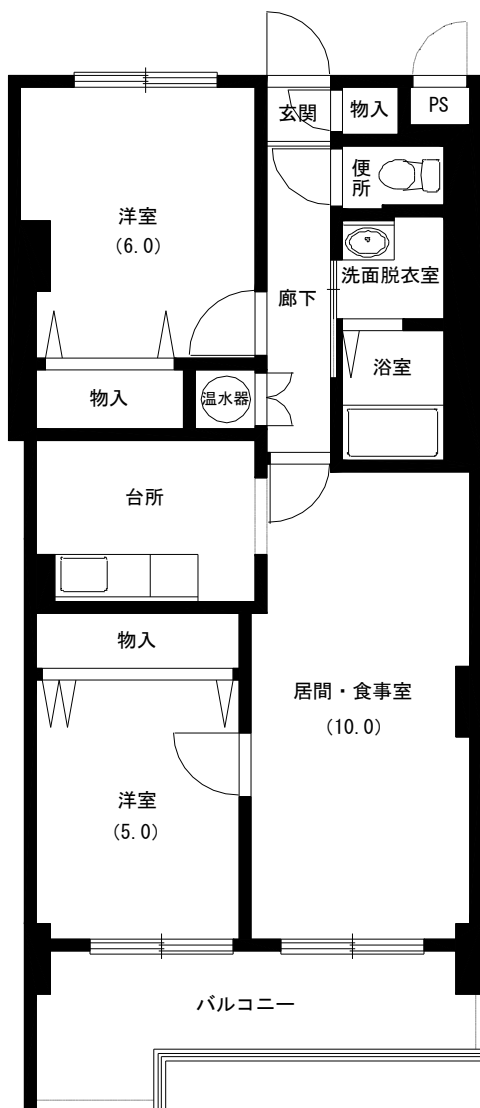 玄関
物入
PS
便
所
洋室
(6.0)
洗面脱衣室
廊下
浴室
物入
温水器
台所
物入
居間・食事室
(10.0)
洋室
(5.0)
バルコニー